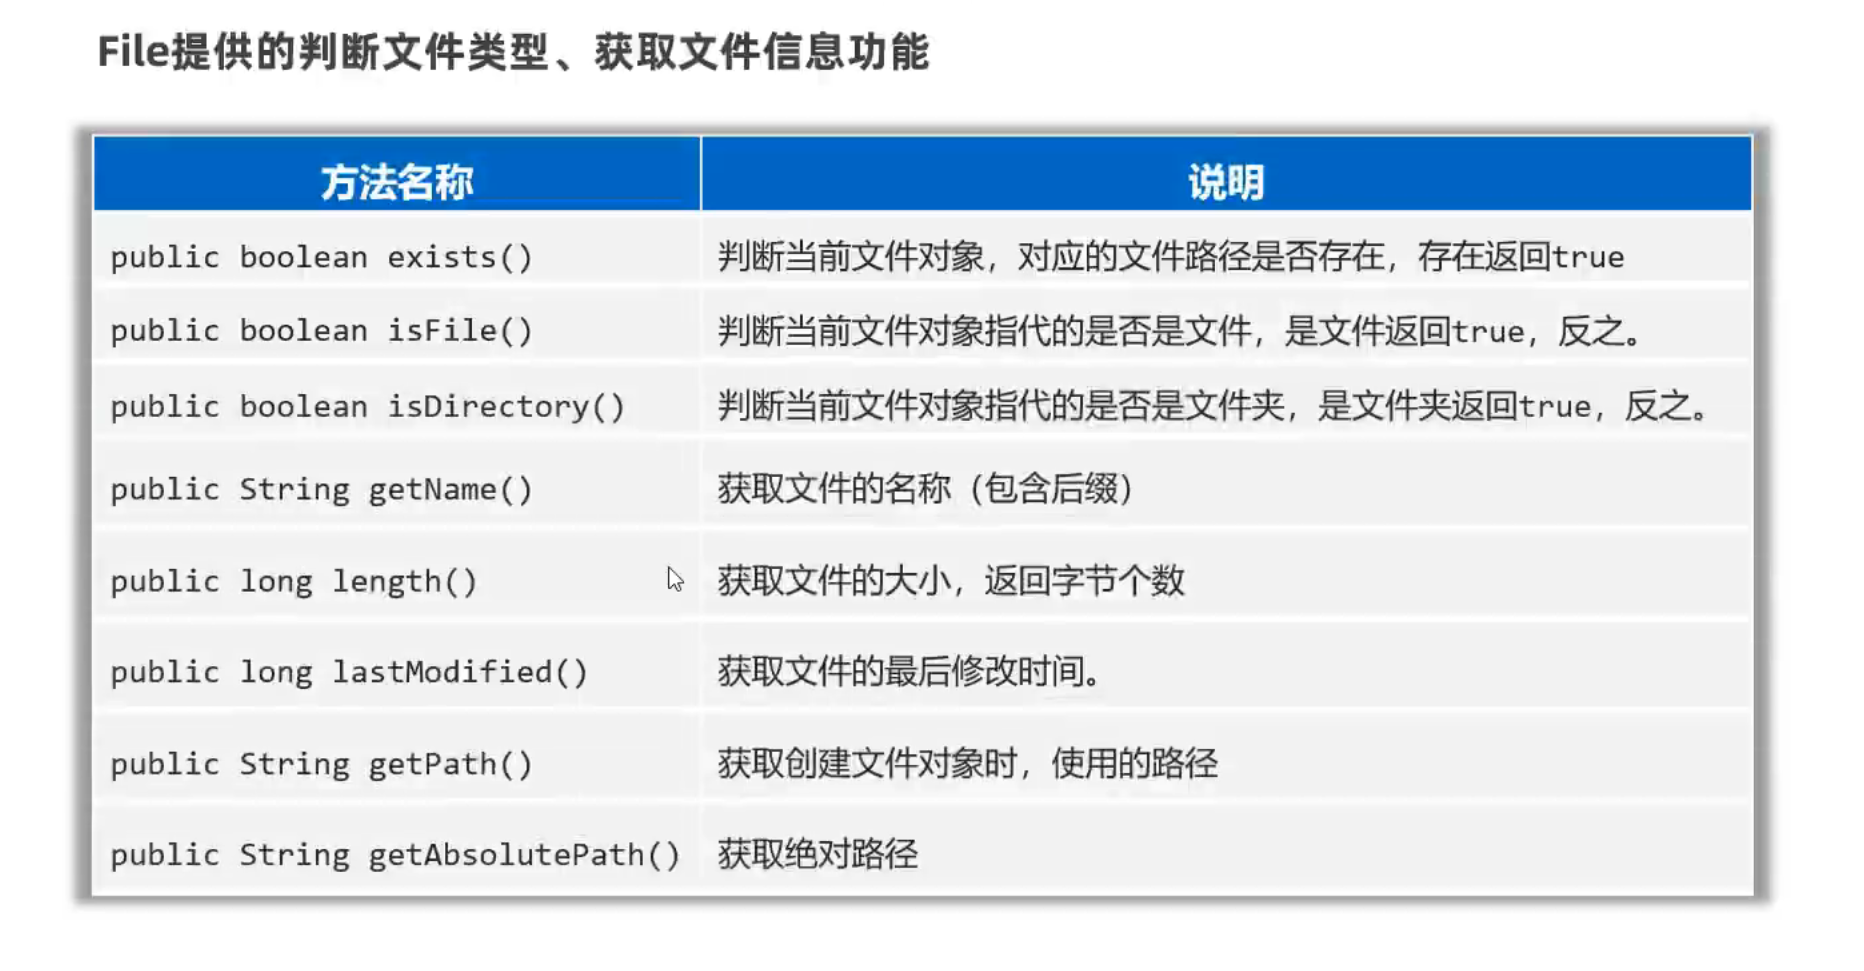 File提供的判断文件类型、获取文件信息功能
方法名称 说明
public boolean exists() 判断当前文件对象，对应的文件路径是否存在，存在返回true
public boolean isFile() 判断当前文件对象指代的是否是文件，是文件返回true，反之。
public boolean isDirectory() 判断当前文件对象指代的是否是文件夹，是文件夹返回true，反之。
public String getName() 获取文件的名称（包含后缀）
public long length() 获取文件的大小，返回字节个数
public long lastModified() 获取文件的最后修改时间。
public String getPath() 获取创建文件对象时，使用的路径
public String getAbsolutePath() 获取绝对路径